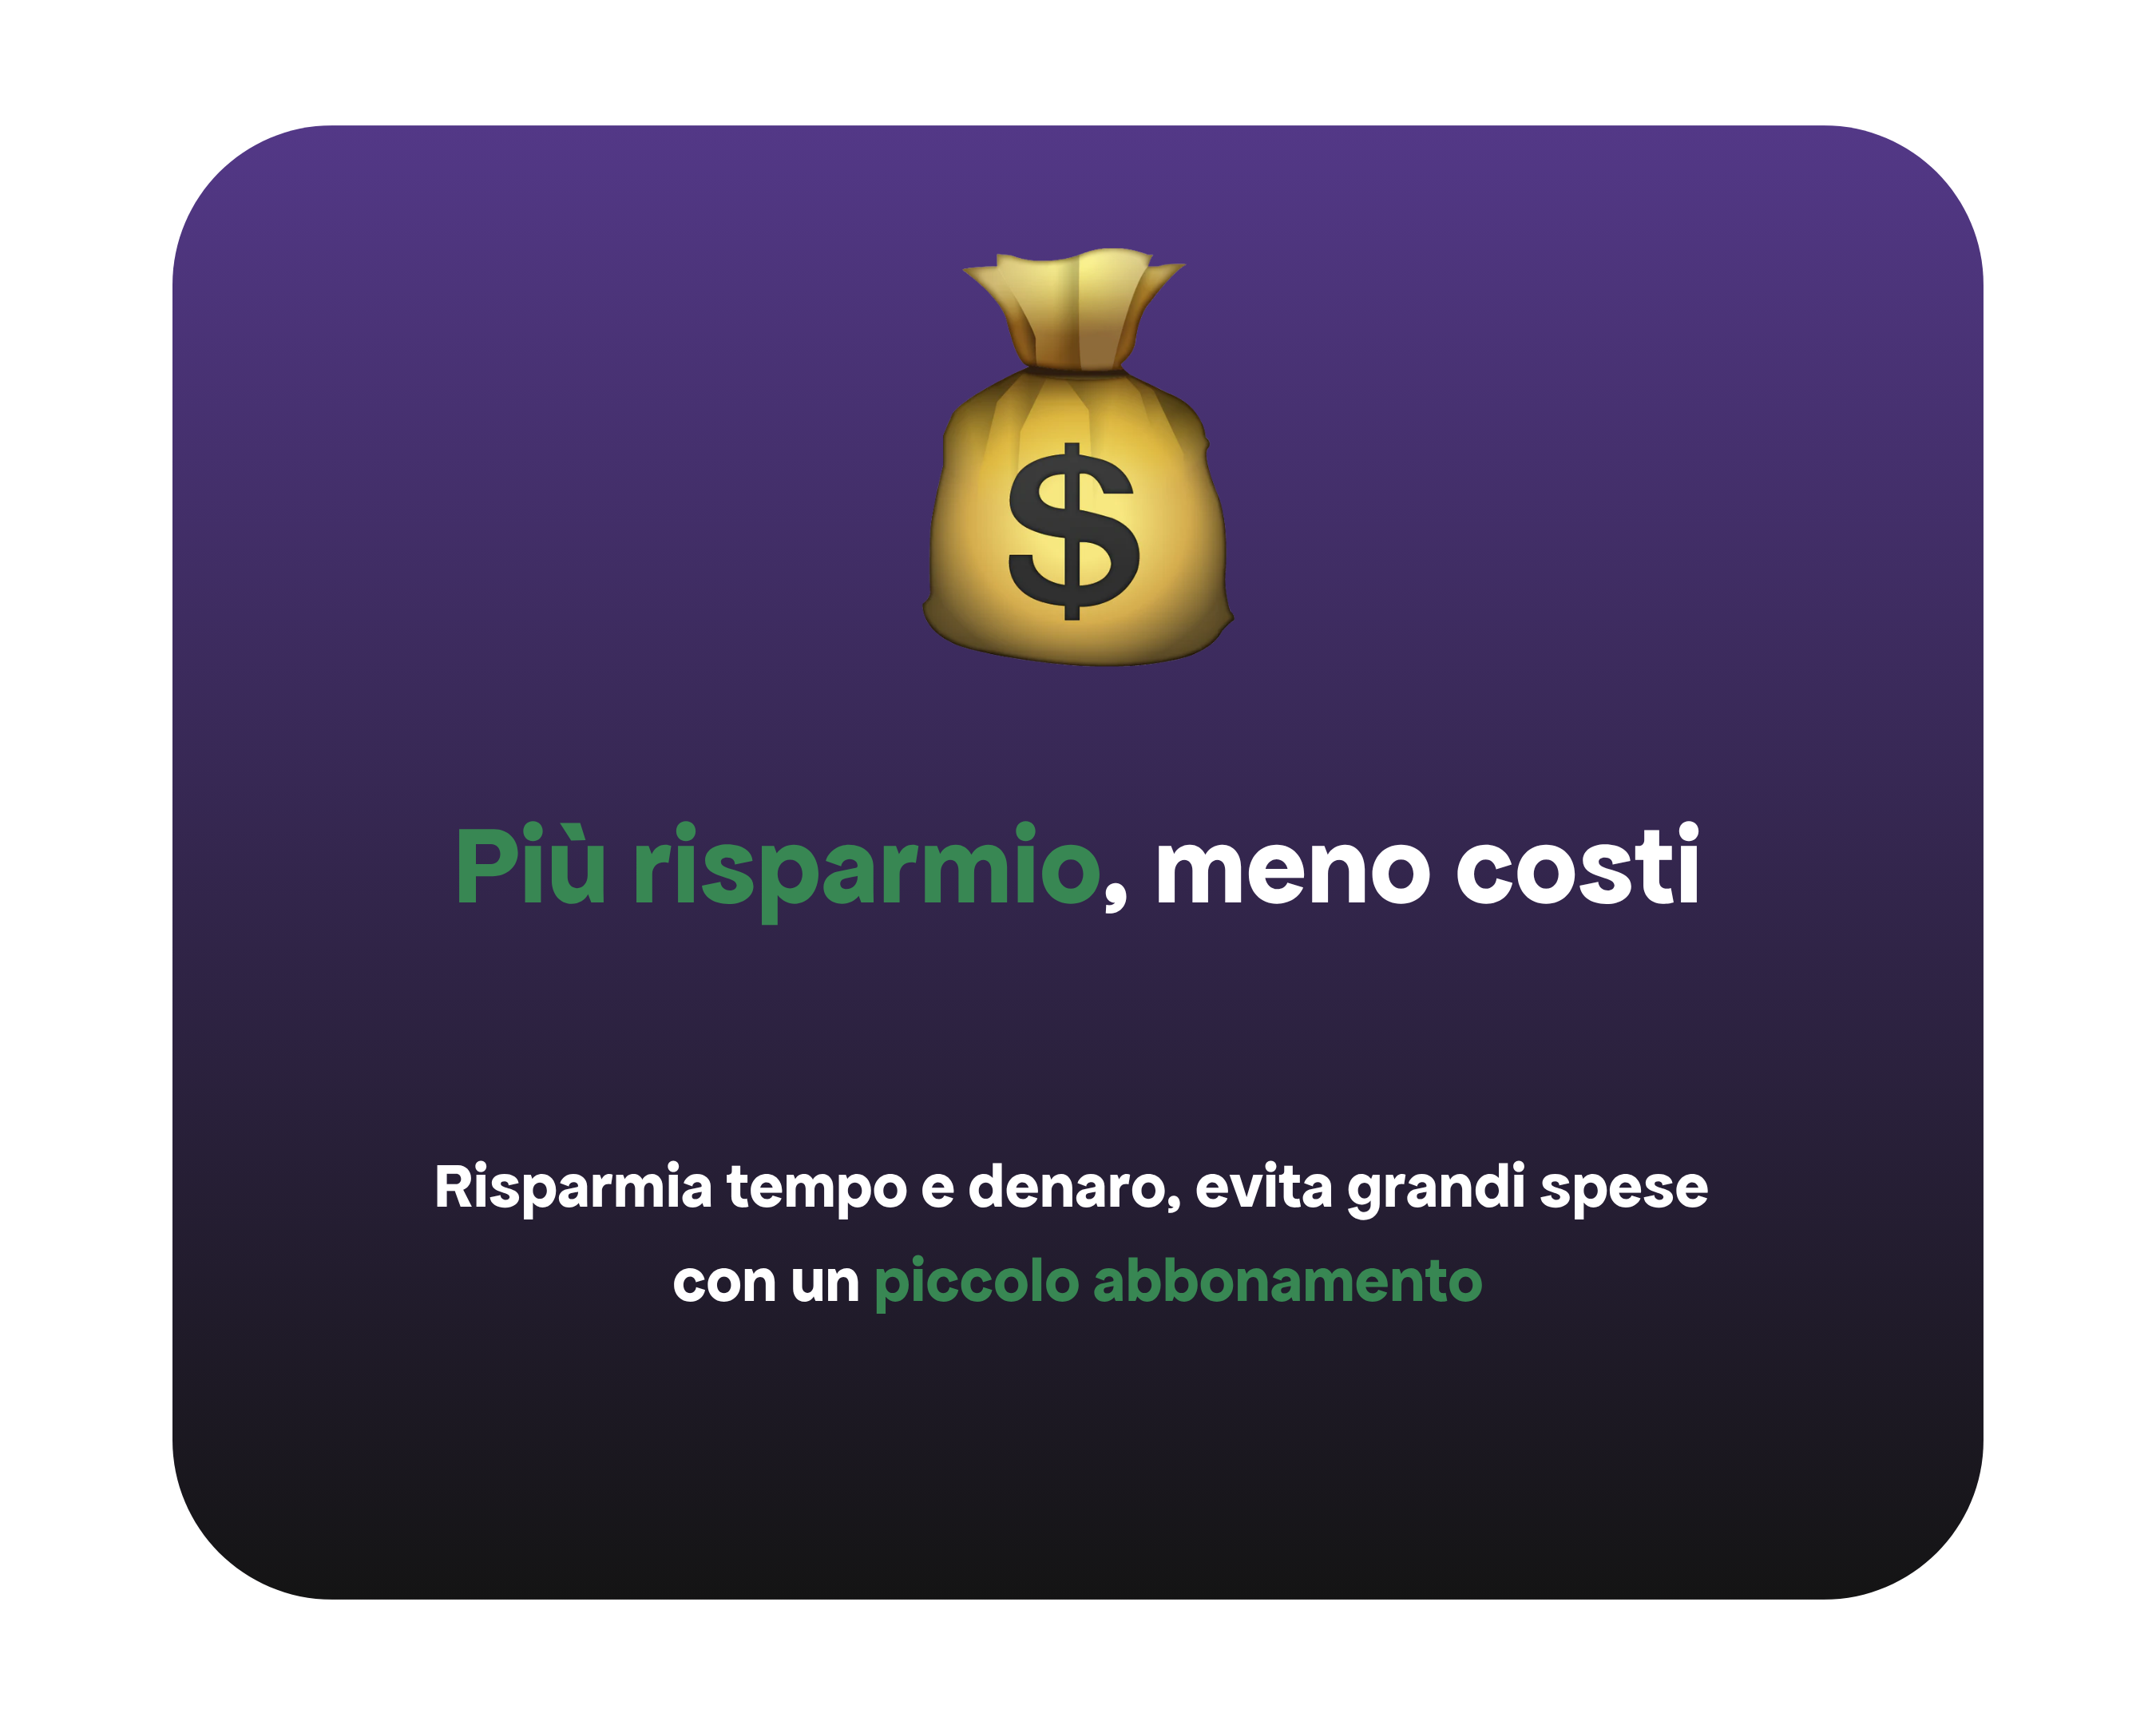 $
Più risparmio, meno costi
Risparmia tempo e denaro, evita grandi spese
con un piccolo abbonamento